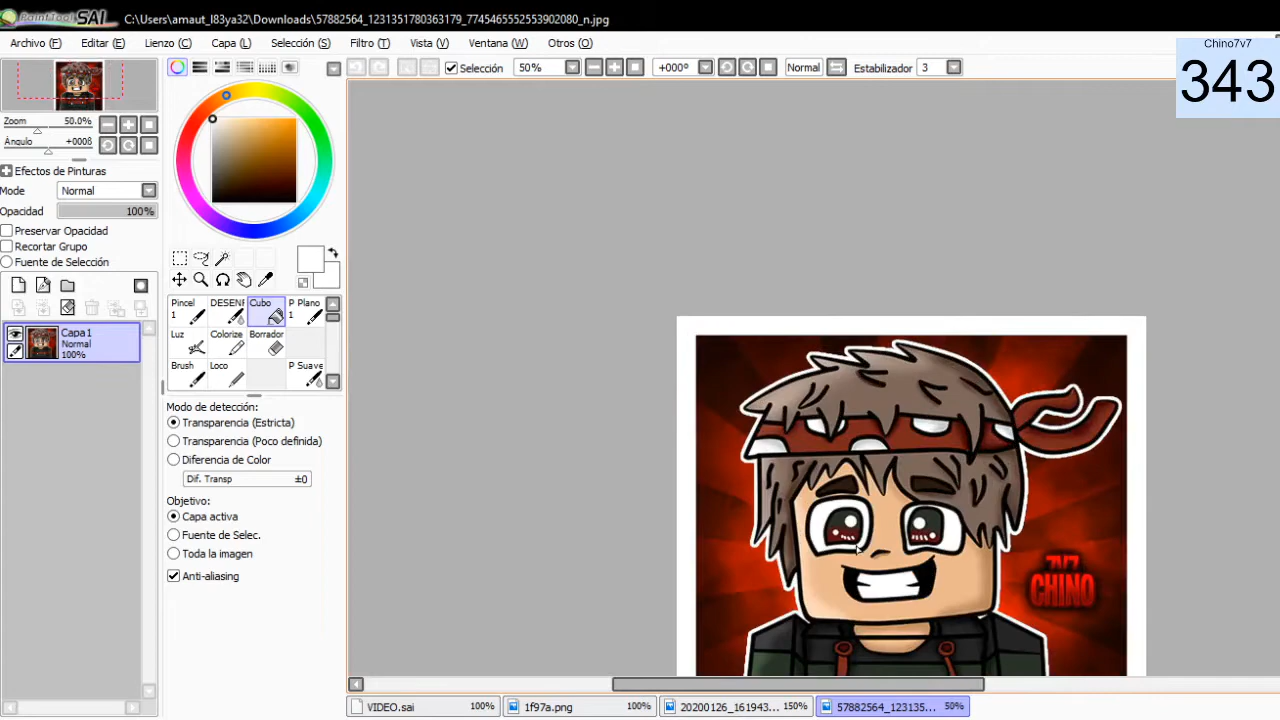 PaintTool SAI C:\Users\amaut_l83ya32\Downloads\57882564_1231351780363179_7745465552553902080_n.jpg
Archivo (F) Editar (E) Lienzo (C) Capa (L) Selección (S) Filtro (T) Vista (V) Ventana (W) Otros (O)
Chino7v7
343
Selección 50% +000º Normal Estabilizador 3
Zoom 50.0%
Ángulo +000ß
Efectos de Pinturas
Mode Normal
Opacidad 100%
Preservar Opacidad
Recortar Grupo
Fuente de Selección
Capa1
Normal
100%
Pincel 1 DESENF Cubo P Plano 1
Luz Colorize Borrador
Brush Loco P Suave
Modo de detección:
Transparencia (Estricta)
Transparencia (Poco definida)
Diferencia de Color
Dif. Transp ±0
Objetivo:
Capa activa
Fuente de Selec.
Toda la imagen
Anti-aliasing
7V7
CHINO
VIDEO.sai 100% 1f97a.png 100% 20200126_161943... 150% 57882564_123135... 50%